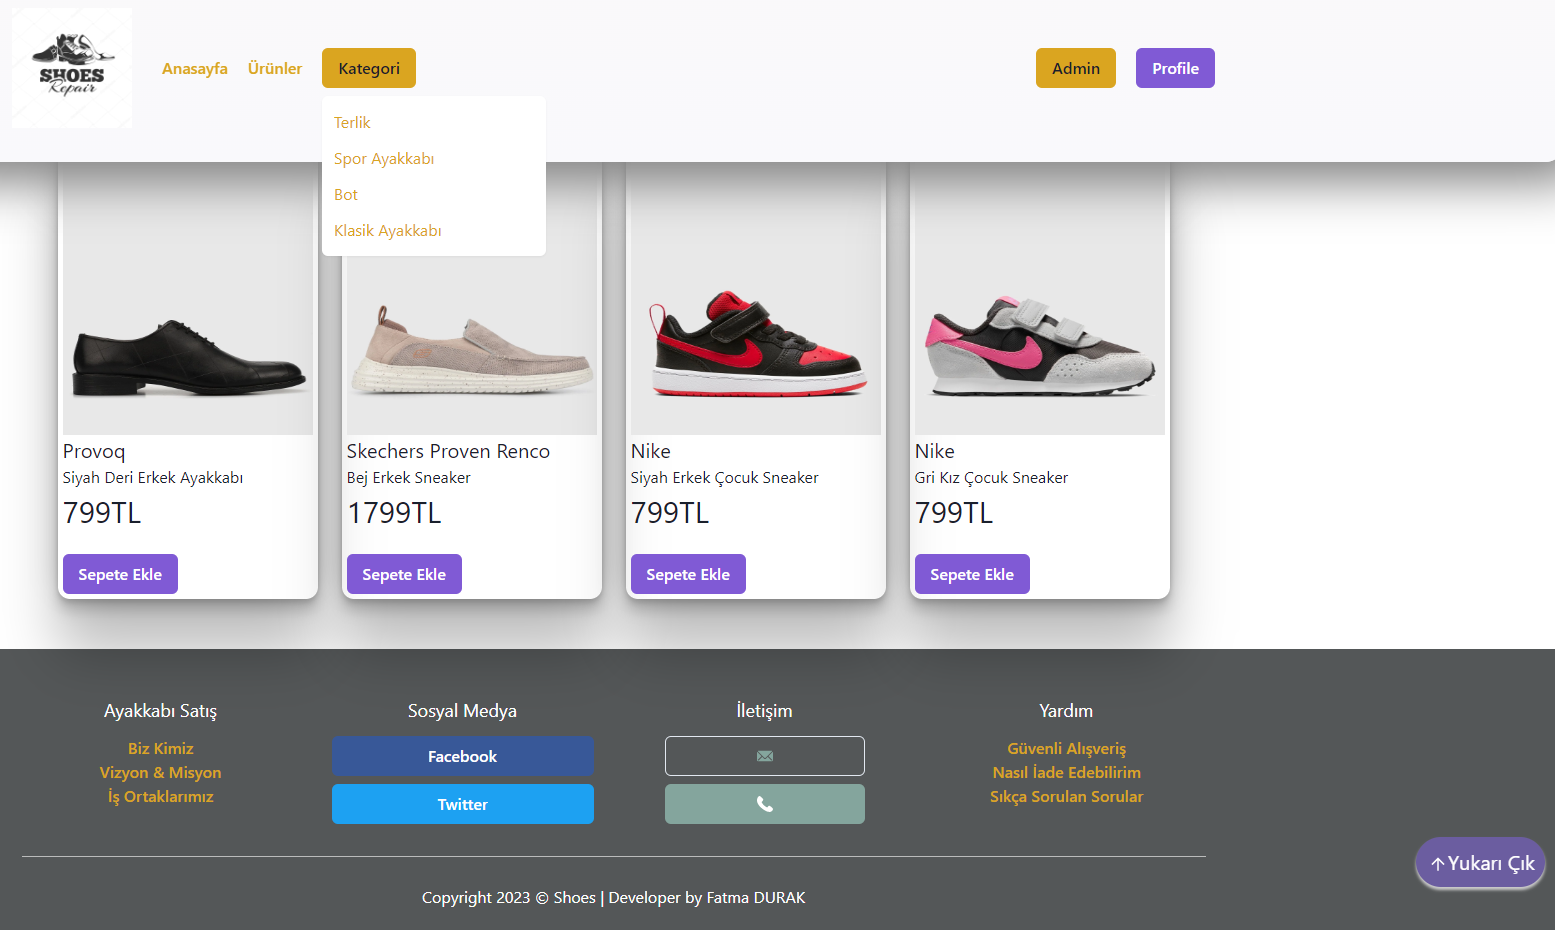 SHOES
Repair
Anasayfa
Ürünler
Kategori
Admin
Profile
Terlik
Spor Ayakkabı
Bot
Klasik Ayakkabı
Provoq
Siyah Deri Erkek Ayakkabı
799TL
Sepete Ekle
Skechers Proven Renco
Bej Erkek Sneaker
1799TL
Sepete Ekle
Nike
Siyah Erkek Çocuk Sneaker
799TL
Sepete Ekle
Nike
Gri Kız Çocuk Sneaker
799TL
Sepete Ekle
Ayakkabı Satış
Biz Kimiz
Vizyon & Misyon
İş Ortaklarımız
Sosyal Medya
Facebook
Twitter
İletişim
Yardım
Güvenli Alışveriş
Nasıl İade Edebilirim
Sıkça Sorulan Sorular
Yukarı Çık
Copyright 2023 © Shoes | Developer by Fatma DURAK